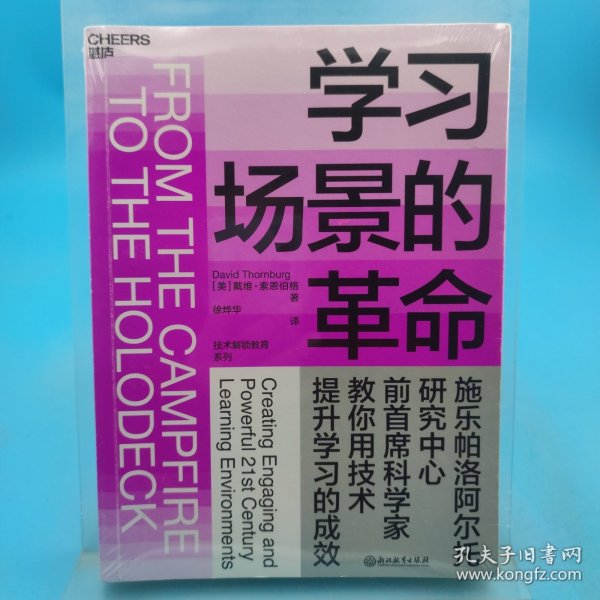 CHEERS
湛庐
FROM THE CAMPFIRE
TO THE HOLODECK
学习
场景的
革命
David Thornburg
[美] 戴维·索恩伯格
著
徐烨华
译
技术解锁教育
系列
Creating Engaging and
Powerful 21st Century
Learning Environments
施乐帕洛阿尔托
研究中心
前首席科学家
教你用技术
提升学习的成效
浙江教育出版社
孔夫子旧书网
www.kongfz.com